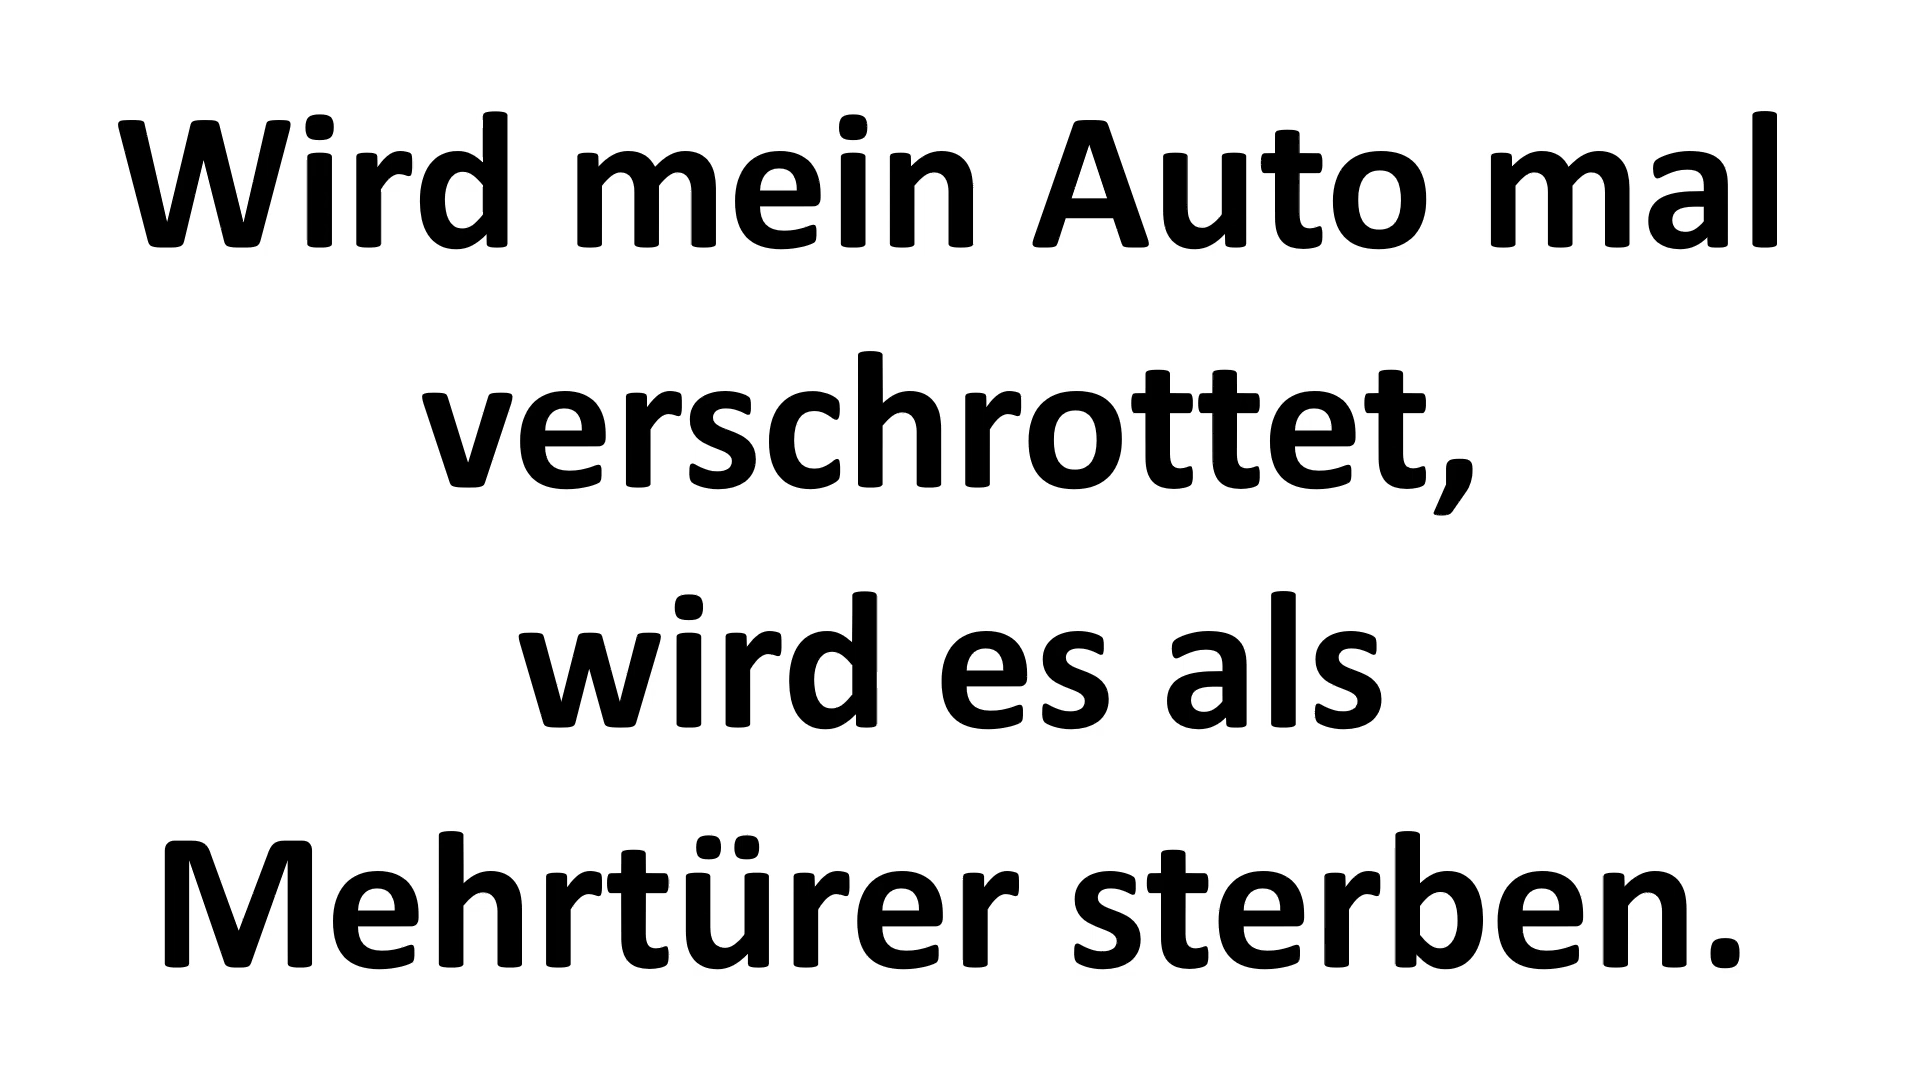 Wird mein Auto mal
verschrottet,
wird es als
Mehrtürer sterben.